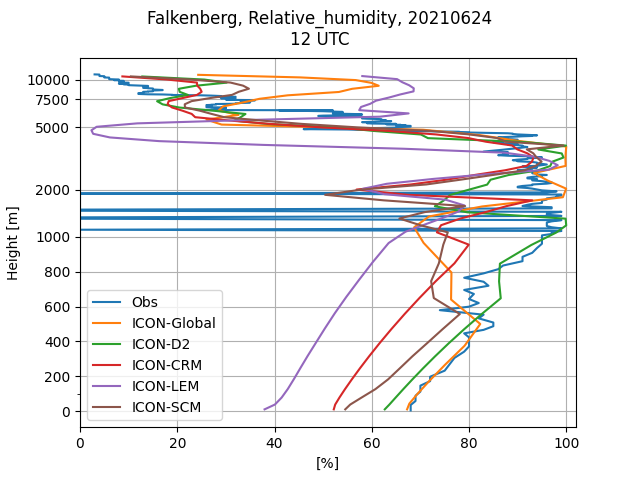 Falkenberg, Relative_humidity, 20210624
12 UTC
10000
7500
5000
2000
1000
800
600
400
200
0
Height [m]
Obs
ICON-Global
ICON-D2
ICON-CRM
ICON-LEM
ICON-SCM
0 20 40 60 80 100
[%]